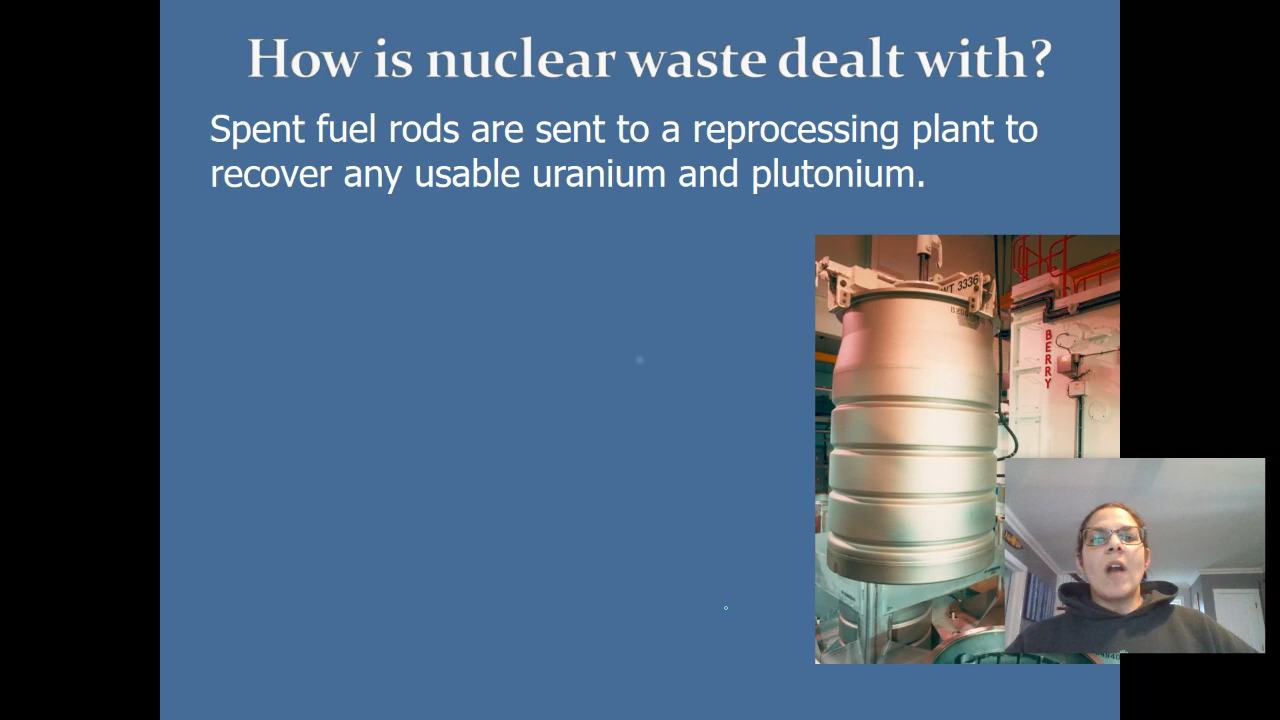 How is nuclear waste dealt with?
Spent fuel rods are sent to a reprocessing plant to
recover any usable uranium and plutonium.
WT 3336
BERRY